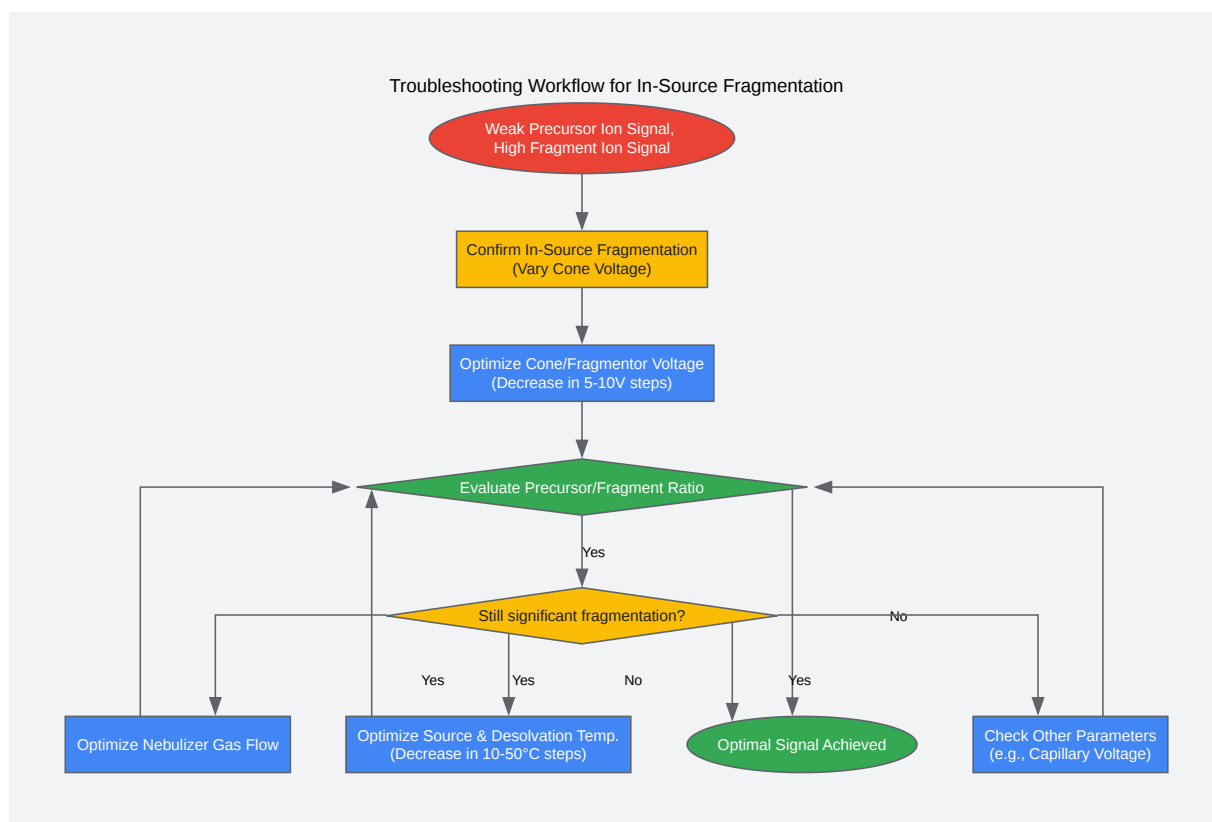 Troubleshooting Workflow for In-Source Fragmentation
Weak Precursor Ion Signal,
High Fragment Ion Signal
Confirm In-Source Fragmentation
(Vary Cone Voltage)
Optimize Cone/Fragmentor Voltage
(Decrease in 5-10V steps)
Evaluate Precursor/Fragment Ratio
Yes
Still significant fragmentation?
No
Yes
Yes
No
Yes
Optimize Nebulizer Gas Flow
Optimize Source & Desolvation Temp.
(Decrease in 10-50°C steps)
Optimal Signal Achieved
Check Other Parameters
(e.g., Capillary Voltage)